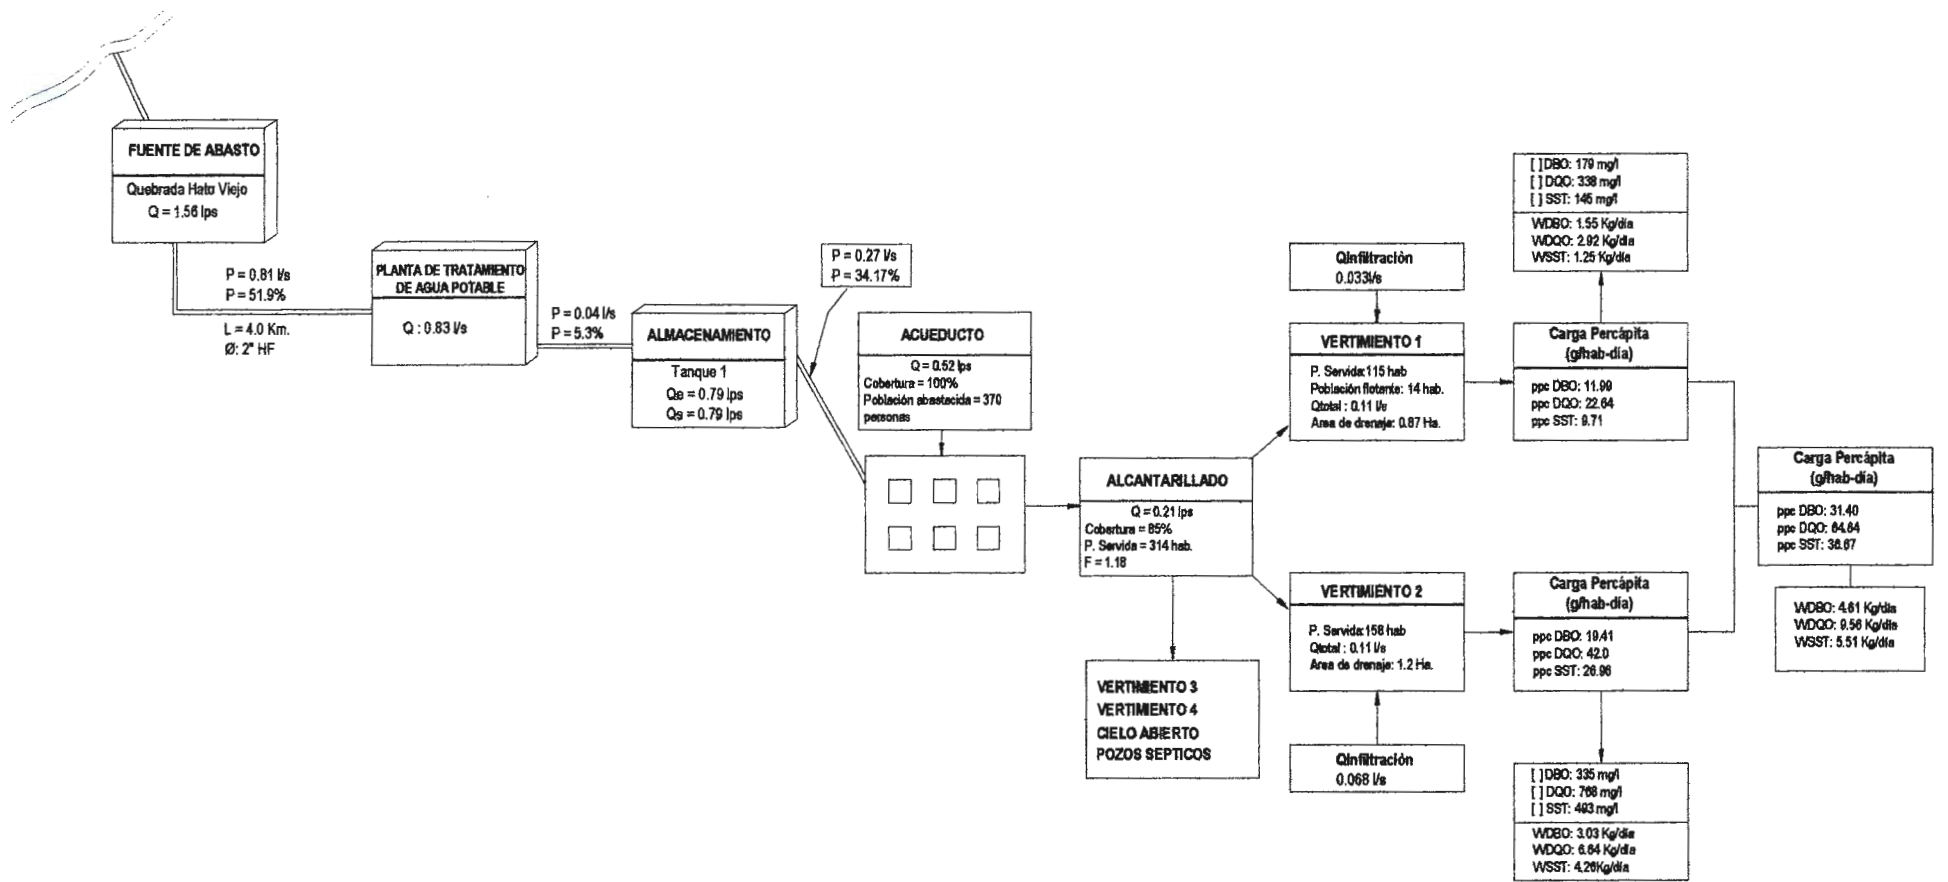 FUENTE DE ABASTO
Quebrada Hato Viejo
Q = 1.56 lps
P = 0.81 l/s
P = 51.9%
L = 4.0 Km.
Ø: 2" HF
PLANTA DE TRATAMIENTO
DE AGUA POTABLE
Q : 0.83 l/s
P = 0.04 l/s
P = 5.3%
ALMACENAMIENTO
Tanque 1
Qe = 0.79 lps
Qs = 0.79 lps
P = 0.27 l/s
P = 34.17%
ACUEDUCTO
Q = 0.52 lps
Cobertura = 100%
Población abastecida = 370
personas
ALCANTARILLADO
Q = 0.21 lps
Cobertura = 85%
P. Servida = 314 hab.
F = 1.18
VERTIMIENTO 3
VERTIMIENTO 4
CIELO ABIERTO
POZOS SEPTICOS
QInfiltración
0.033l/s
VERTIMIENTO 1
P. Servida:115 hab
Población flotente: 14 hab.
Qtotal : 0.11 l/s
Area de drenaje: 0.87 Ha.
VERTIMIENTO 2
P. Servida:158 hab
Qtotal : 0.11 l/s
Area de drenaje: 1.2 Ha.
QInfiltración
0.068 l/s
[ ] DBO: 179 mg/l
[ ] DQO: 338 mg/l
[ ] SST: 145 mg/l
WDBO: 1.55 Kg/día
WDQO: 2.92 Kg/día
WSST: 1.25 Kg/día
Carga Percápita
(g/hab-día)
ppc DBO: 11.99
ppc DQO: 22.64
ppc SST: 9.71
Carga Percápita
(g/hab-día)
ppc DBO: 19.41
ppc DQO: 42.0
ppc SST: 26.96
[ ] DBO: 335 mg/l
[ ] DQO: 768 mg/l
[ ] SST: 493 mg/l
WDBO: 3.03 Kg/día
WDQO: 6.64 Kg/día
WSST: 4.26Kg/día
Carga Percápita
(g/hab-día)
ppc DBO: 31.40
ppc DQO: 64.64
ppc SST: 36.67
WDBO: 4.61 Kg/día
WDQO: 9.56 Kg/día
WSST: 5.51 Kg/día